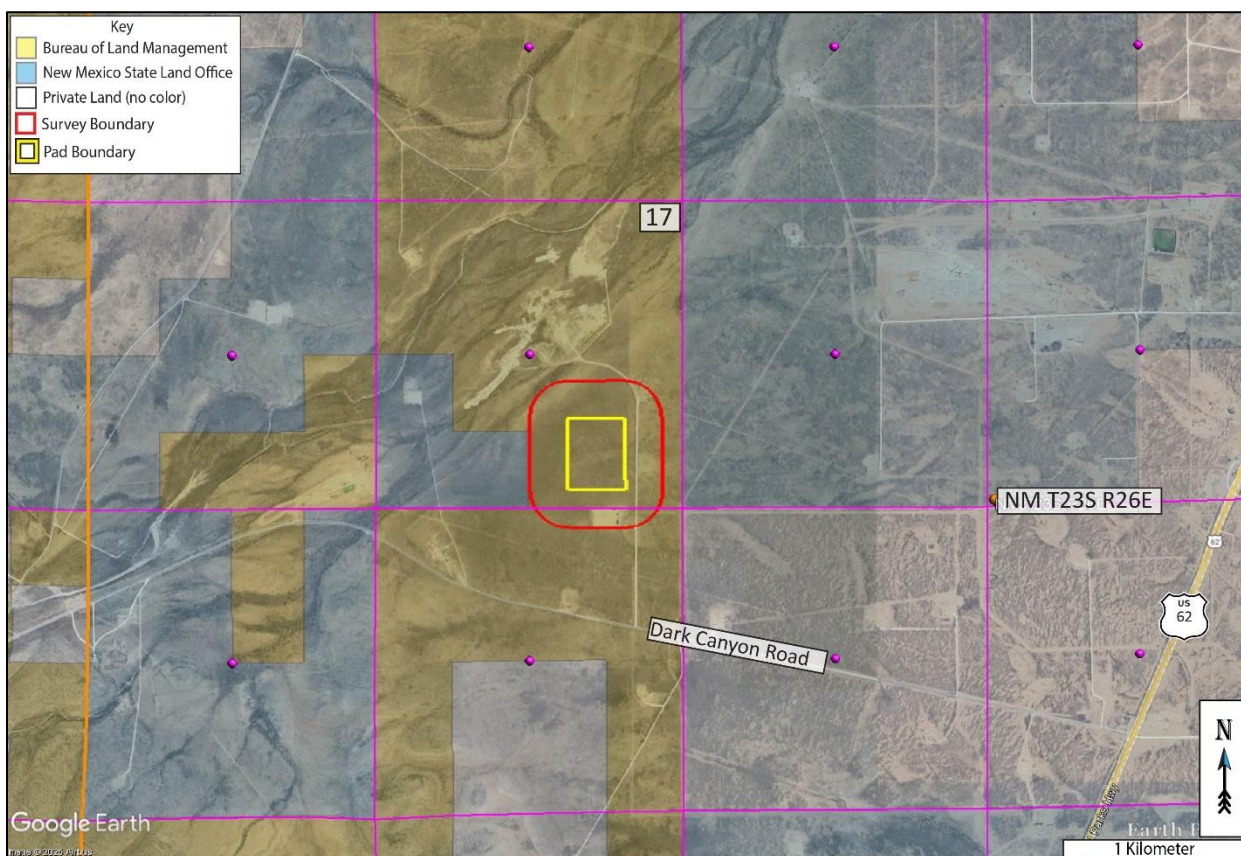 Key
Bureau of Land Management
New Mexico State Land Office
Private Land (no color)
Survey Boundary
Pad Boundary
17
NM T23S R26E
62
US
62
Dark Canyon Road
N
Google Earth
1 Kilometer